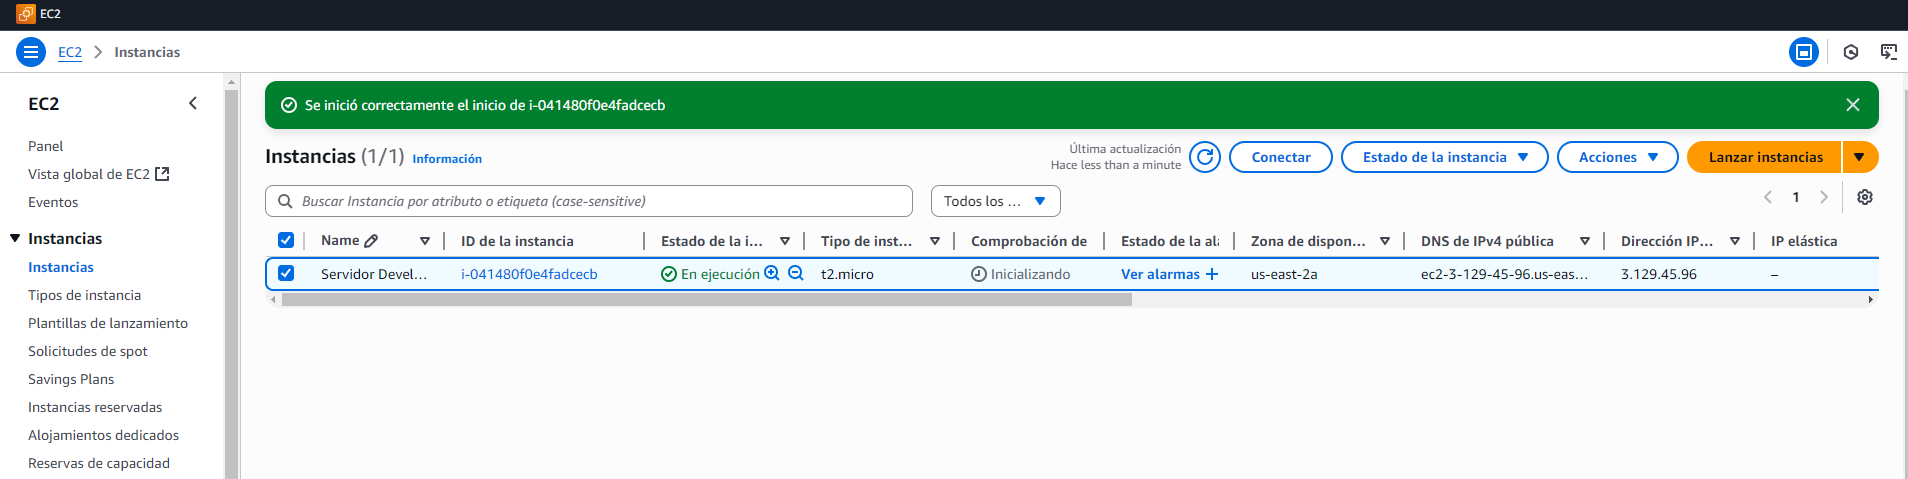 EC2
EC2 > Instancias
EC2
Panel
Vista global de EC2
Eventos
Instancias
Instancias
Tipos de instancia
Plantillas de lanzamiento
Solicitudes de spot
Savings Plans
Instancias reservadas
Alojamientos dedicados
Reservas de capacidad
Se inició correctamente el inicio de i-041480f0e4fadcecb
Instancias (1/1) Información
Última actualización
Hace less than a minute
Conectar
Estado de la instancia
Acciones
Lanzar instancias
Buscar Instancia por atributo o etiqueta (case-sensitive)
Todos los ...
1
Name ID de la instancia Estado de la i... Tipo de inst... Comprobación de Estado de la ala Zona de dispon... DNS de IPv4 pública Dirección IP... IP elástica
Servidor Devel... i-041480f0e4fadcecb En ejecución t2.micro Inicializando Ver alarmas + us-east-2a ec2-3-129-45-96.us-eas... 3.129.45.96 –